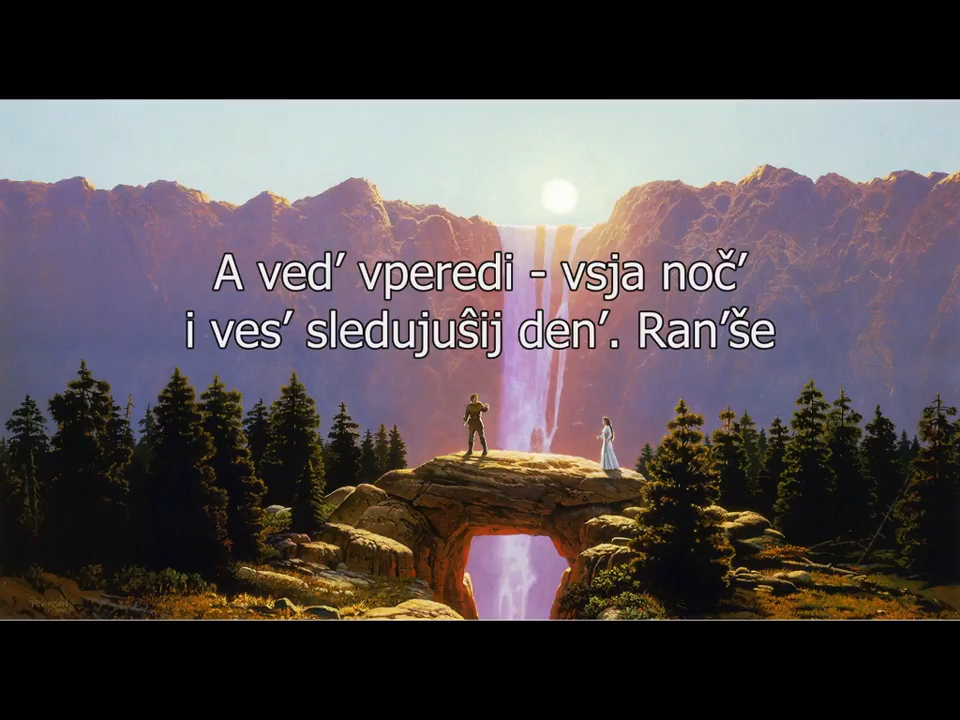 A ved’ vperedi - vsja noč’
i ves’ sledujuŝij den’. Ran’še